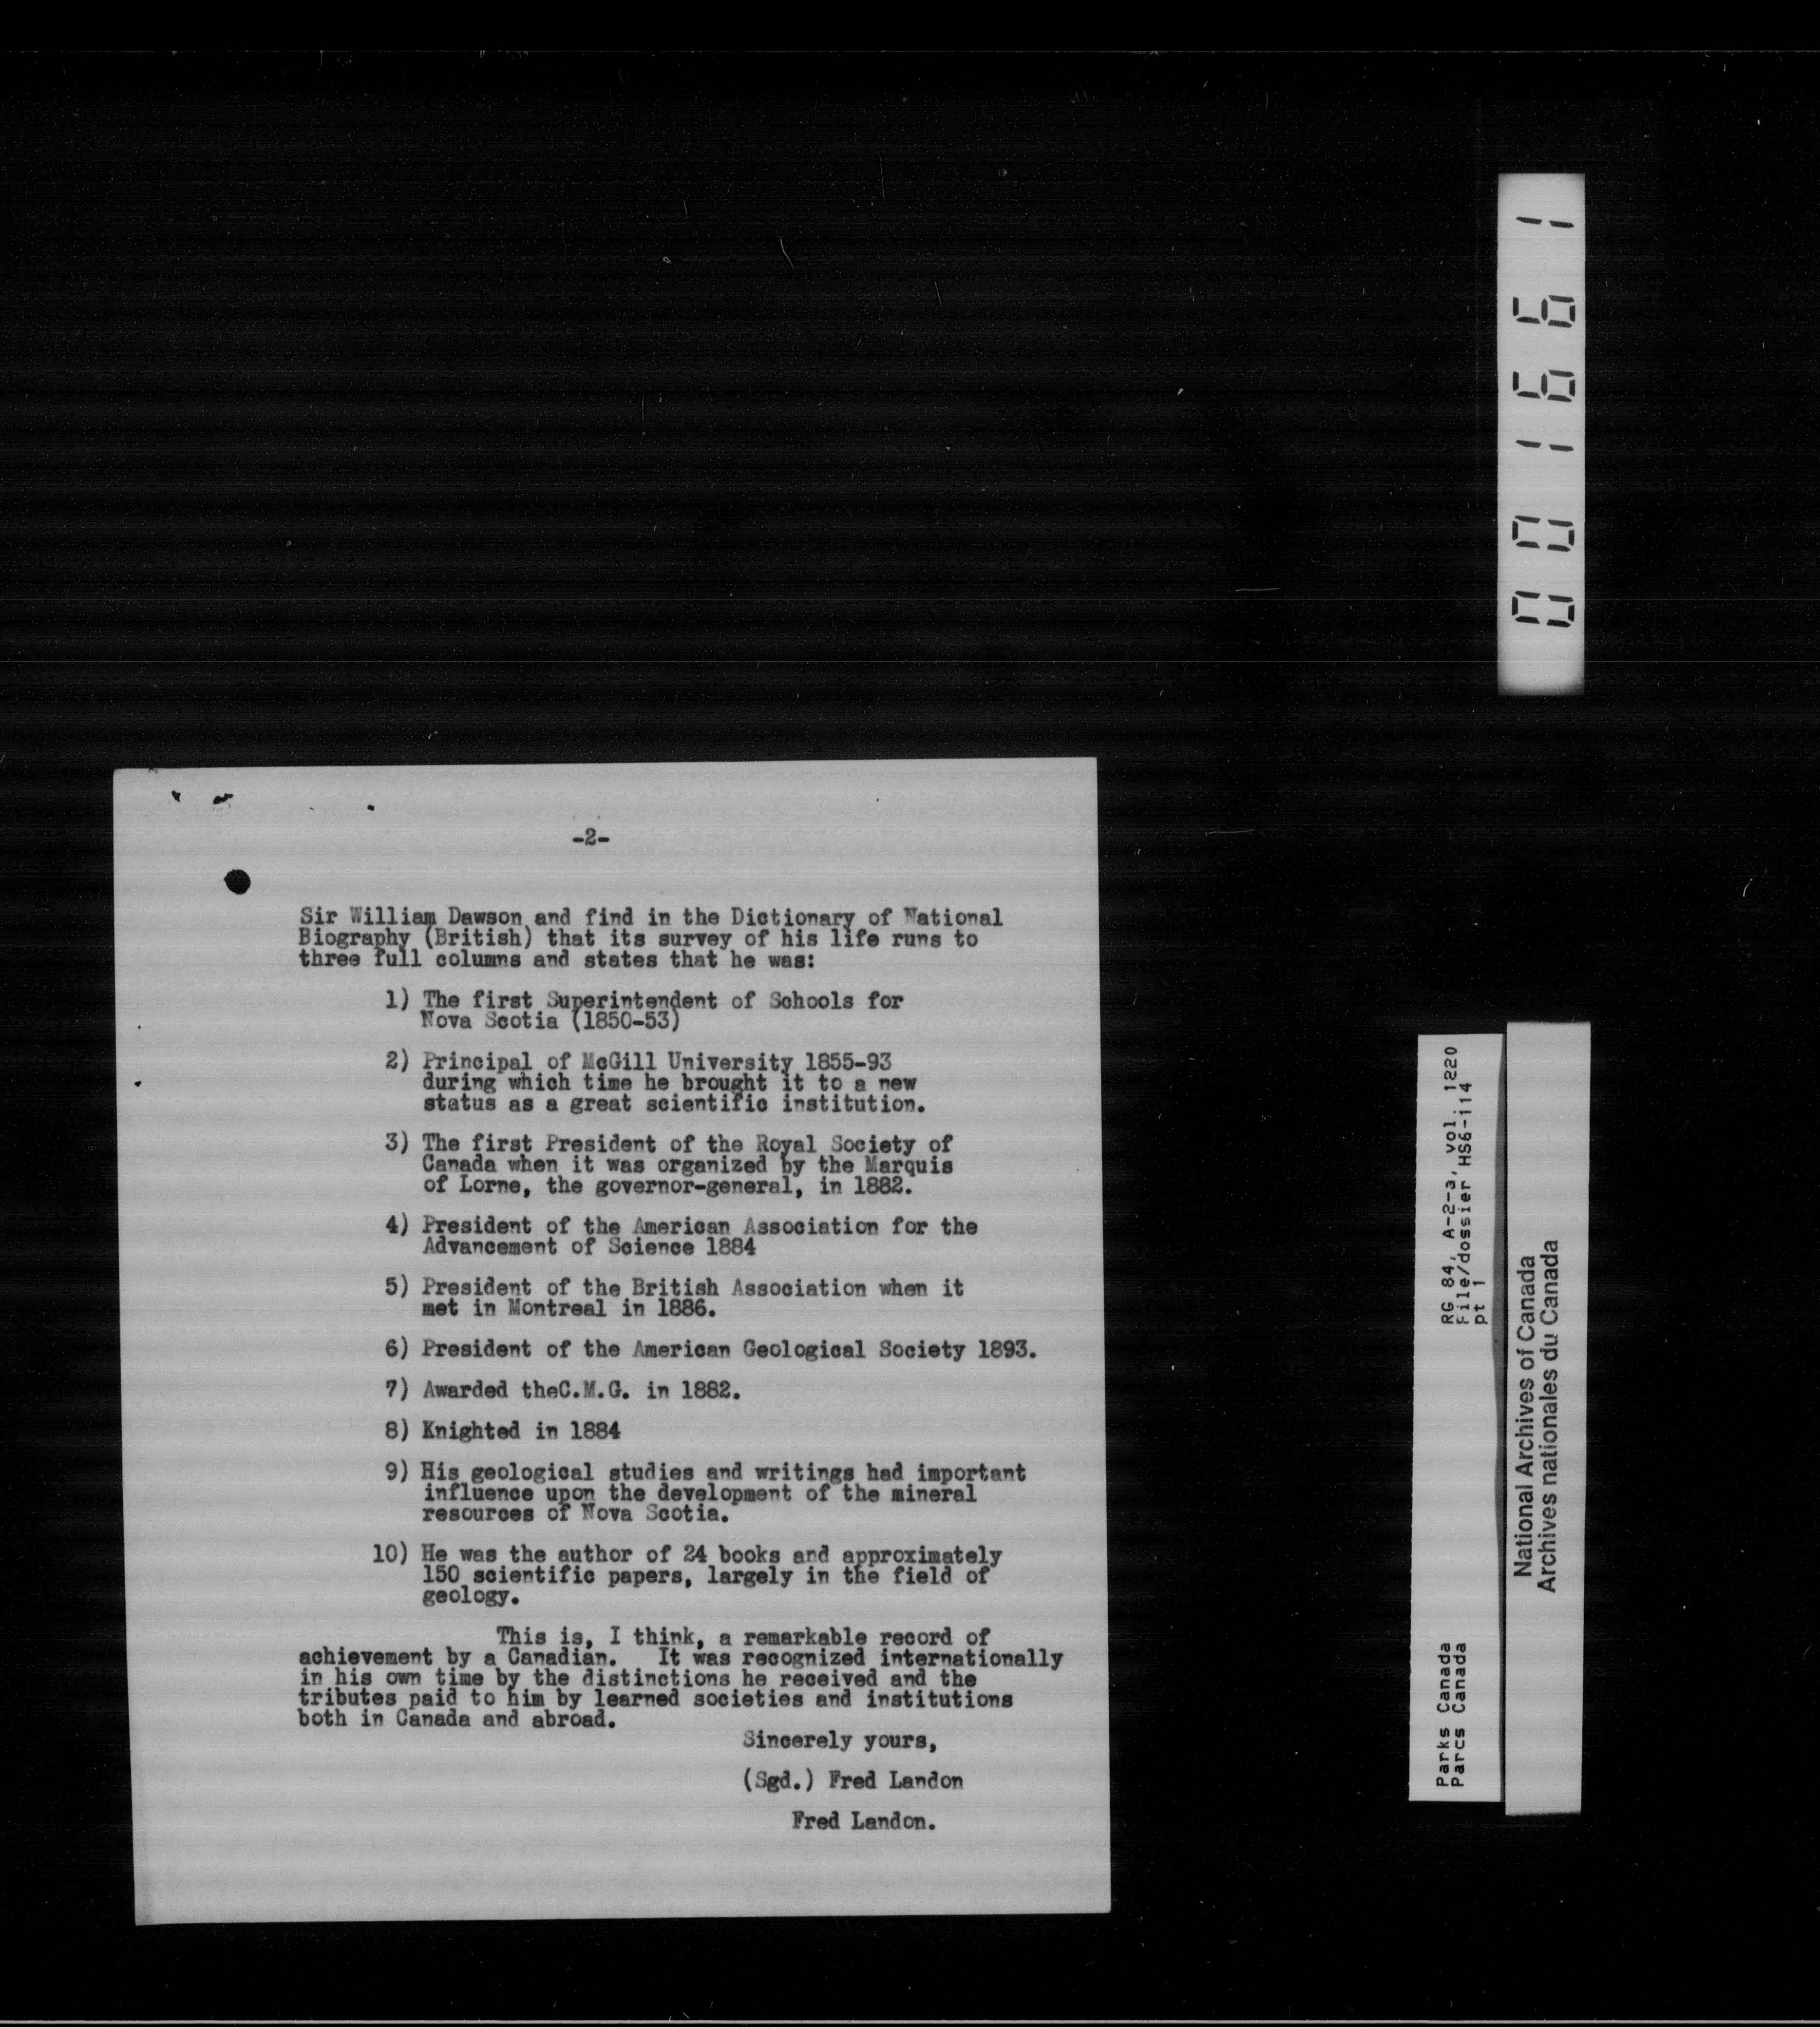 -2-
Sir William Dawson and find in the Dictionary of National
Biography (British) that its survey of his life runs to
three full columns and states that he was:
1) The first Superintendent of Schools for
Nova Scotia (1850-53)
2) Principal of McGill University 1855-93
during which time he brought it to a new
status as a great scientific institution.
3) The first President of the Royal Society of
Canada when it was organized by the Marquis
of Lorne, the governor-general, in 1882.
4) President of the American Association for the
Advancement of Science 1884
5) President of the British Association when it
met in Montreal in 1886.
6) President of the American Geological Society 1893.
7) Awarded theC.M.G. in 1882.
8) Knighted in 1884
9) His geological studies and writings had important
influence upon the development of the mineral
resources of Nova Scotia.
10) He was the author of 24 books and approximately
150 scientific papers, largely in the field of
geology.
This is, I think, a remarkable record of
achievement by a Canadian. It was recognized internationally
in his own time by the distinctions he received and the
tributes paid to him by learned societies and institutions
both in Canada and abroad.
Sincerely yours,
(Sgd.) Fred Landon
Fred Landon.
001661
Parks Canada
Parcs Canada
RG 84, A-2-a, vol. 1220
File/dossier HS6-114
pt 1
National Archives of Canada
Archives nationales du Canada